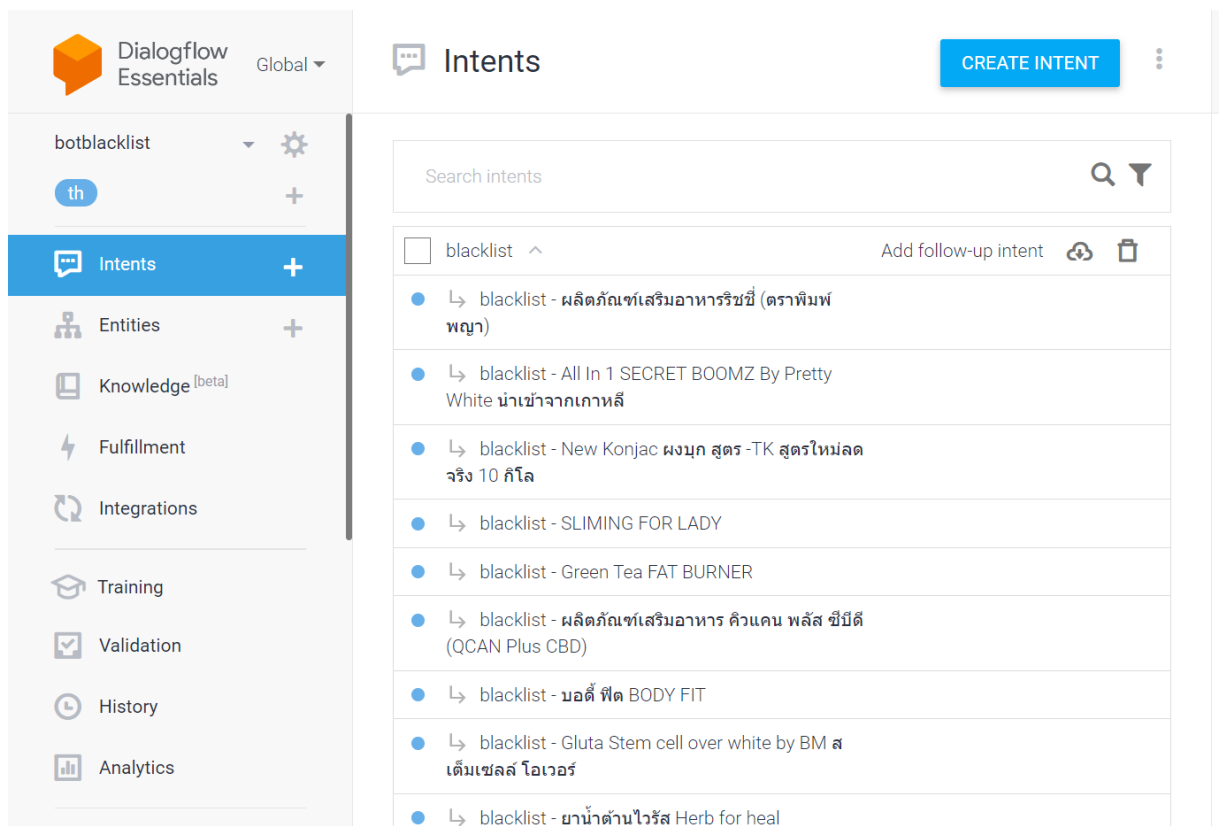 Dialogflow
Essentials
Global
Intents
CREATE INTENT
botblacklist
th
Search intents
Intents
Entities
Knowledge [beta]
Fulfillment
Integrations
Training
Validation
History
Analytics
blacklist
Add follow-up intent
blacklist - ผลิตภัณฑ์เสริมอาหารริชชี่ (ตราพิมพ์
พญา)
blacklist - All In 1 SECRET BOOMZ By Pretty
White นำเข้าจากเกาหลี
blacklist - New Konjac ผงบุก สูตร -TK สูตรใหม่ลด
จริง 10 กิโล
blacklist - SLIMING FOR LADY
blacklist - Green Tea FAT BURNER
blacklist - ผลิตภัณฑ์เสริมอาหาร คิวแคน พลัส ซีบีดี
(QCAN Plus CBD)
blacklist - บอดี้ ฟิต BODY FIT
blacklist - Gluta Stem cell over white by BM ส
เต็มเซลล์ โอเวอร์
blacklist - ยาน้ำต้านไวรัส Herb for heal